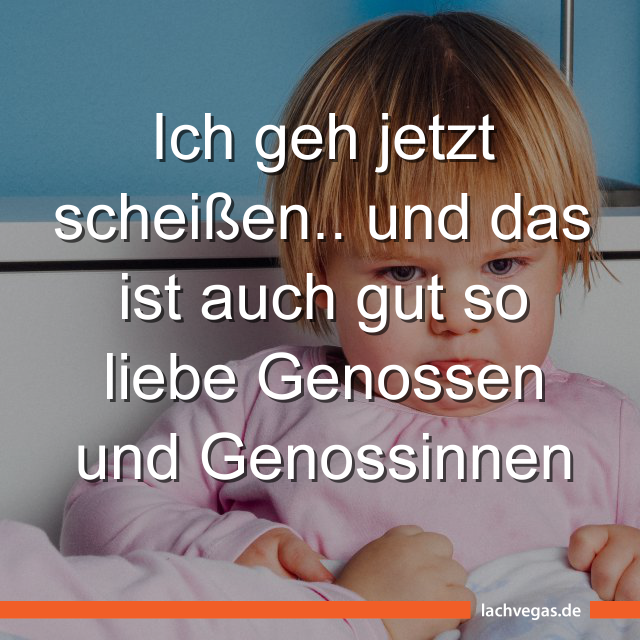 Ich geh jetzt
scheißen.. und das
ist auch gut so
liebe Genossen
und Genossinnen
lachvegas.de